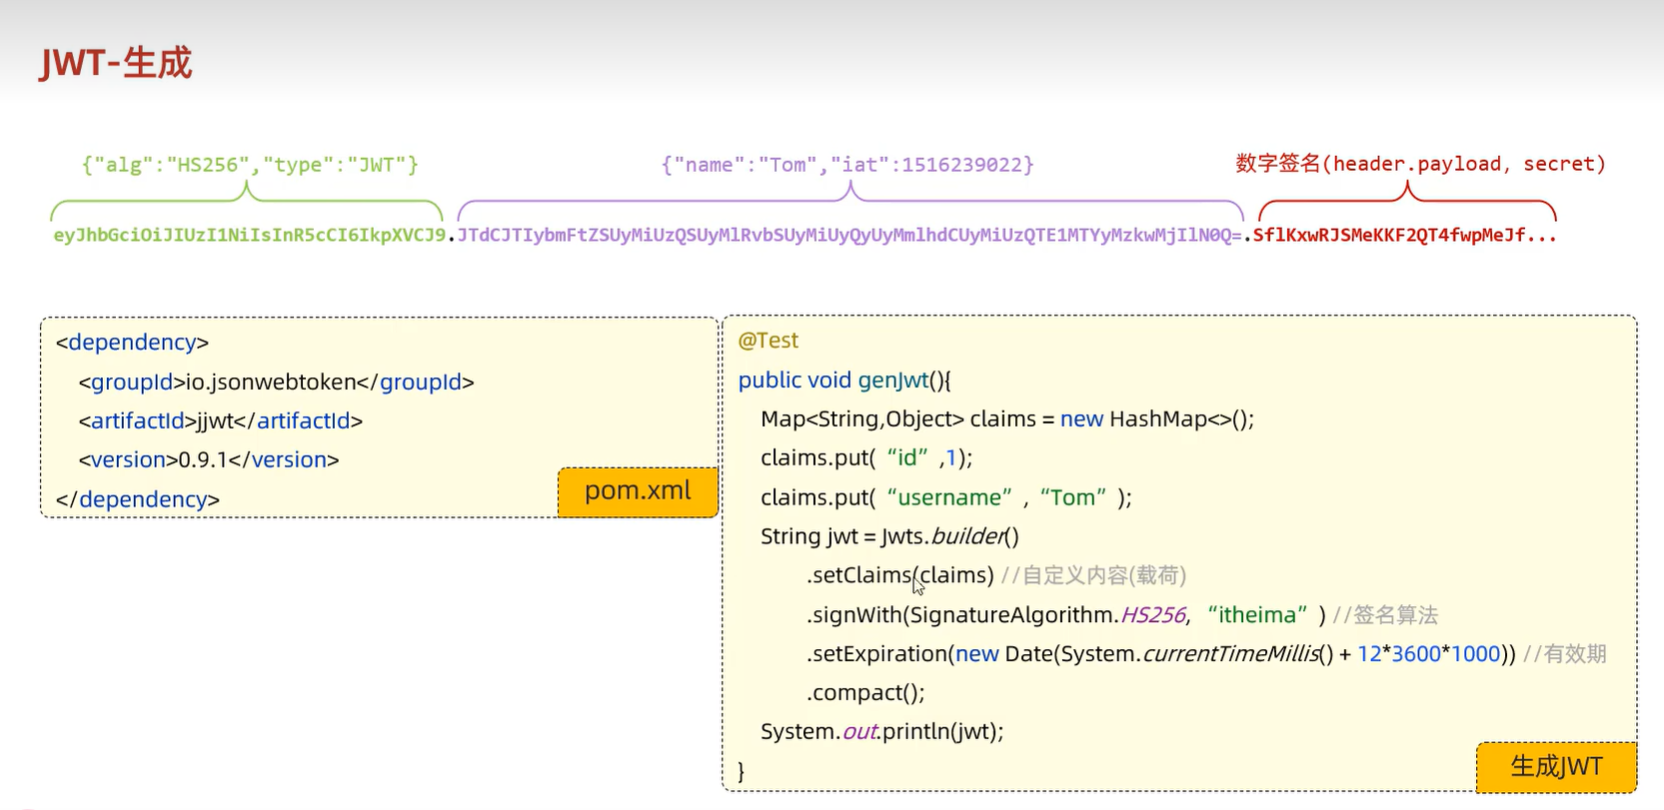 JWT-生成
{"alg":"HS256","type":"JWT"}
{"name":"Tom","iat":1516239022}
数字签名(header.payload, secret)
eyJhbGciOiJIUzI1NiIsInR5cCI6IkpXVCJ9.JTdCJTIybmFtZSUyMiUzQSUyMlRvbSUyMiUyQyUyMmlhdCUyMiUzQTE1MTYyMzkwMjIlN0Q=.SflKxwRJSMeKKF2QT4fwpMeJf...
<dependency>
<groupId>io.jsonwebtoken</groupId>
<artifactId>jjwt</artifactId>
<version>0.9.1</version>
</dependency>
pom.xml
@Test
public void genJwt(){
Map<String,Object> claims = new HashMap<>();
claims.put( “id” ,1);
claims.put( “username” , “Tom” );
String jwt = Jwts.builder()
.setClaims(claims) //自定义内容(载荷)
.signWith(SignatureAlgorithm.HS256, “itheima” ) //签名算法
.setExpiration(new Date(System.currentTimeMillis() + 12*3600*1000)) //有效期
.compact();
System.out.println(jwt);
}
生成JWT